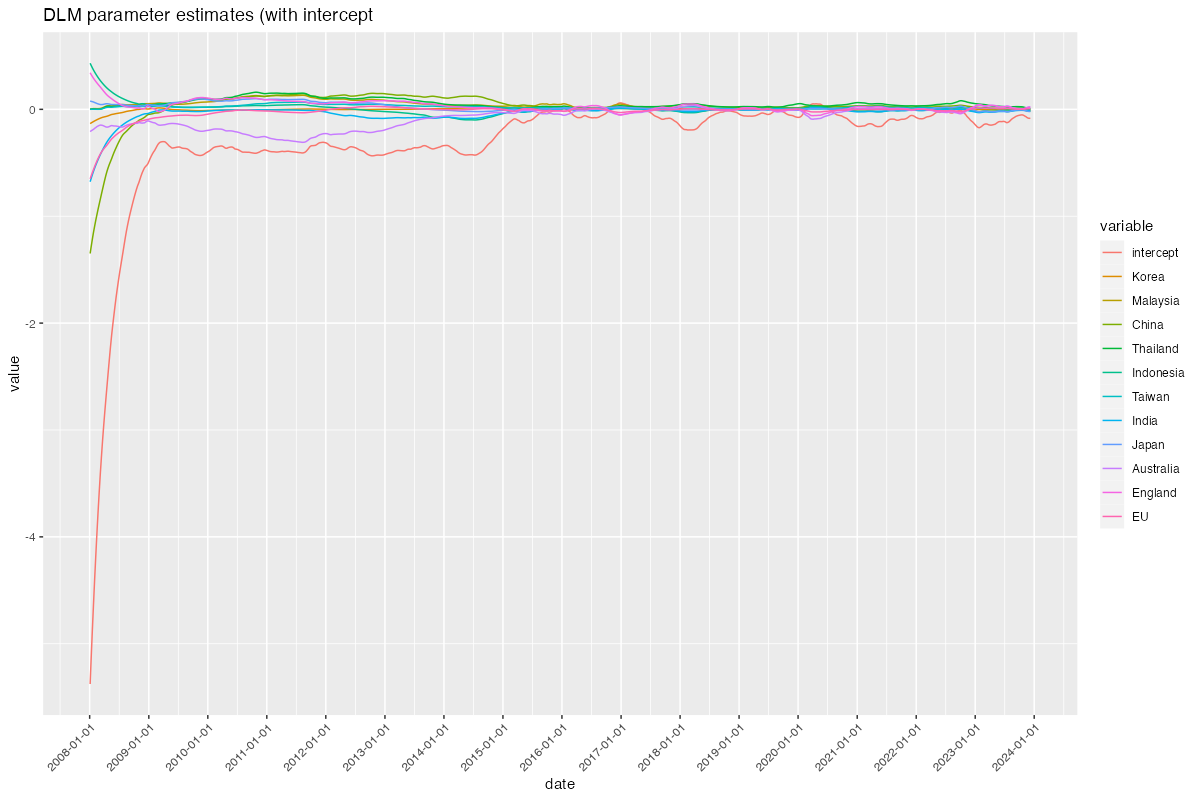 DLM parameter estimates (with intercept
0
-2
-4
value
2008-01-01
2009-01-01
2010-01-01
2011-01-01
2012-01-01
2013-01-01
2014-01-01
2015-01-01
2016-01-01
2017-01-01
2018-01-01
2019-01-01
2020-01-01
2021-01-01
2022-01-01
2023-01-01
2024-01-01
date
variable
intercept
Korea
Malaysia
China
Thailand
Indonesia
Taiwan
India
Japan
Australia
England
EU